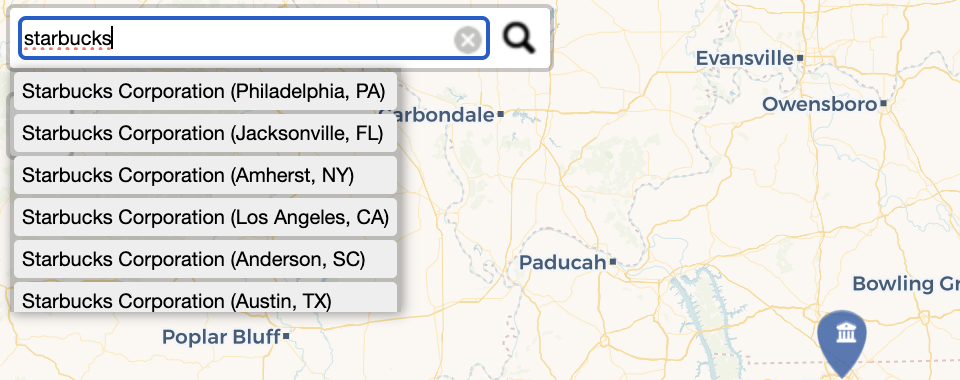 starbucks
Starbucks Corporation (Philadelphia, PA)
Starbucks Corporation (Jacksonville, FL)
Starbucks Corporation (Amherst, NY)
Starbucks Corporation (Los Angeles, CA)
Starbucks Corporation (Anderson, SC)
Starbucks Corporation (Austin, TX)
Evansville
Owensboro
arbondale
Paducah
Bowling Gr
Poplar Bluff